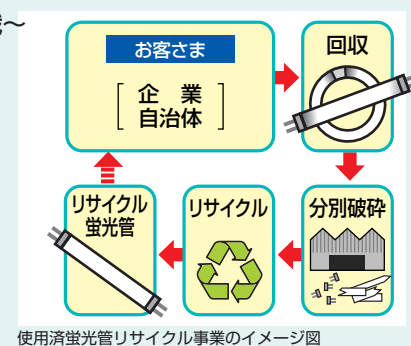 ～
お客さま
企　業
自治体
回収
リサイクル
蛍光管
リサイクル
分別破砕
使用済蛍光管リサイクル事業のイメージ図